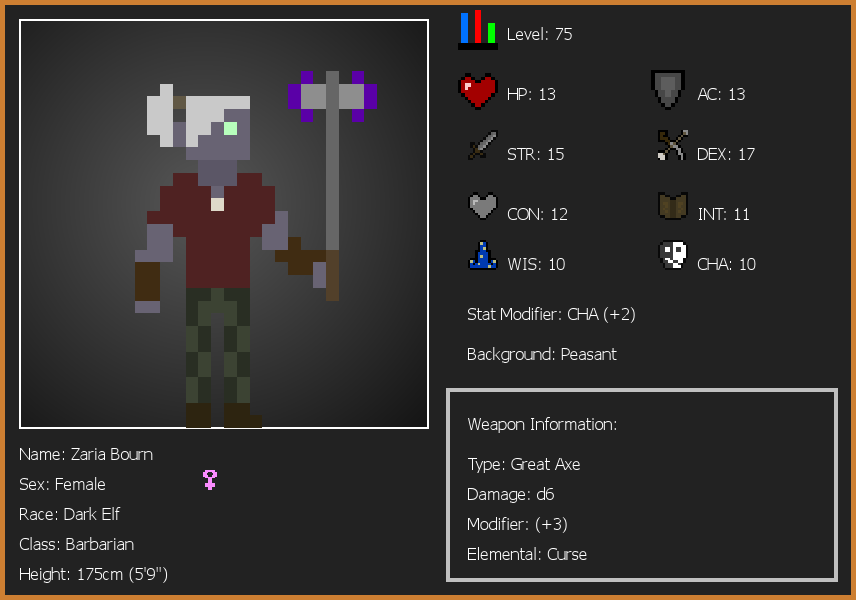 Level: 75
HP: 13
AC: 13
STR: 15
DEX: 17
CON: 12
INT: 11
WIS: 10
CHA: 10
Stat Modifier: CHA (+2)
Background: Peasant
Weapon Information:
Type: Great Axe
Damage: d6
Modifier: (+3)
Elemental: Curse
Name: Zaria Bourn
Sex: Female
Race: Dark Elf
Class: Barbarian
Height: 175cm (5'9")